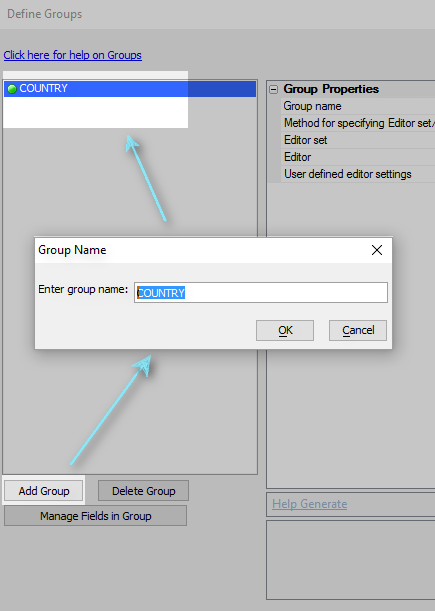 Define Groups
Click here for help on Groups
COUNTRY
Group Properties
Group name
Method for specifying Editor set/
Editor set
Editor
User defined editor settings
Group Name
Enter group name: COUNTRY
OK Cancel
Add Group Delete Group
Manage Fields in Group
Help Generate